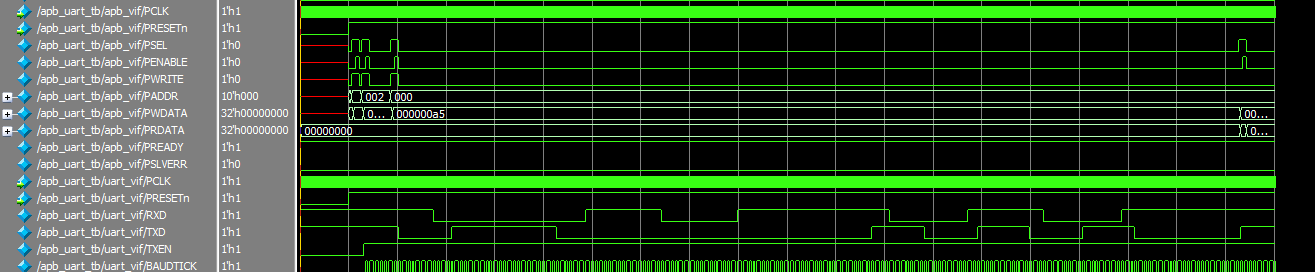 /apb_uart_tb/apb_vif/PCLK 1'h1
/apb_uart_tb/apb_vif/PRESETn 1'h1
/apb_uart_tb/apb_vif/PSEL 1'h0
/apb_uart_tb/apb_vif/PENABLE 1'h0
/apb_uart_tb/apb_vif/PWRITE 1'h0
/apb_uart_tb/apb_vif/PADDR 10'h000 002 000
/apb_uart_tb/apb_vif/PWDATA 32'h00000000 0... 000000a5 00...
/apb_uart_tb/apb_vif/PRDATA 32'h00000000 00000000 0...
/apb_uart_tb/apb_vif/PREADY 1'h1
/apb_uart_tb/apb_vif/PSLVERR 1'h0
/apb_uart_tb/uart_vif/PCLK 1'h1
/apb_uart_tb/uart_vif/PRESETn 1'h1
/apb_uart_tb/uart_vif/RXD 1'h1
/apb_uart_tb/uart_vif/TXD 1'h1
/apb_uart_tb/uart_vif/TXEN 1'h1
/apb_uart_tb/uart_vif/BAUDTICK 1'h1